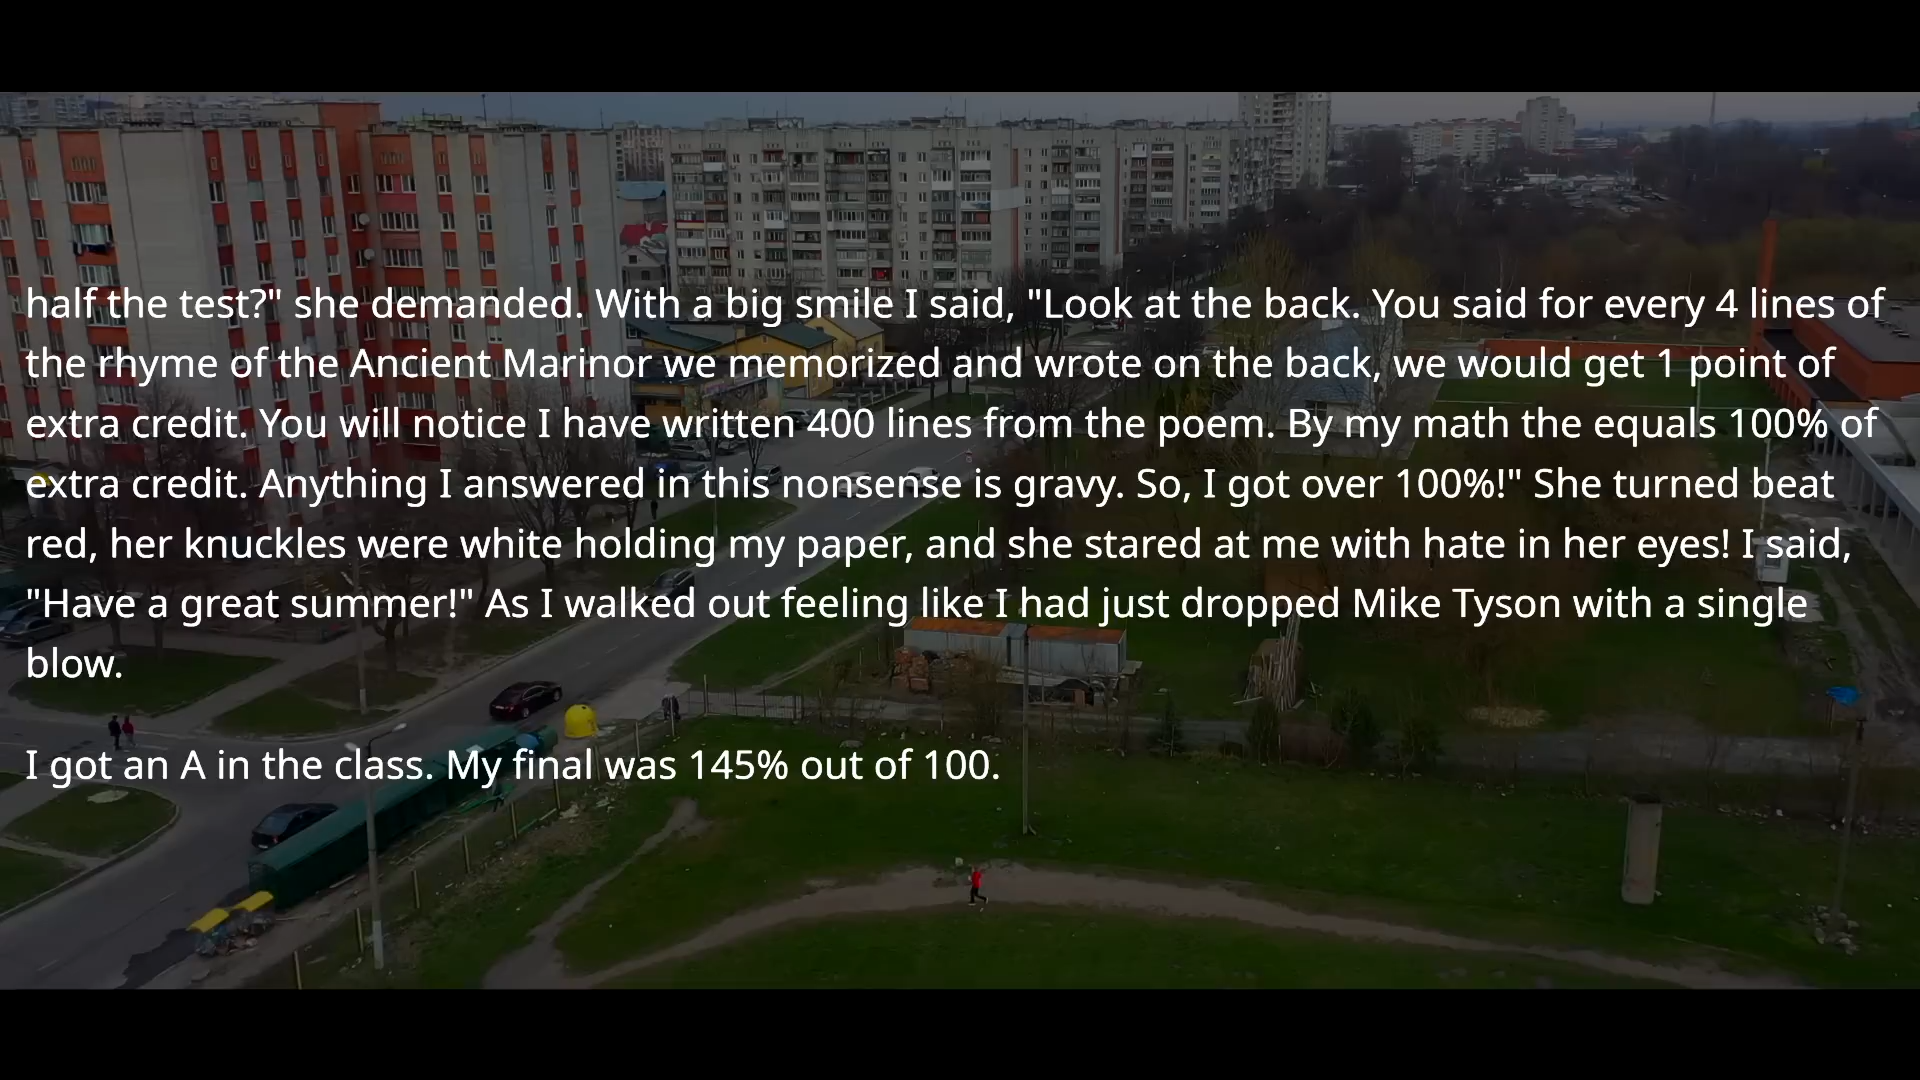 half the test?" she demanded. With a big smile I said, "Look at the back. You said for every 4 lines of
the rhyme of the Ancient Marinor we memorized and wrote on the back, we would get 1 point of
extra credit. You will notice I have written 400 lines from the poem. By my math the equals 100% of
extra credit. Anything I answered in this nonsense is gravy. So, I got over 100%!" She turned beat
red, her knuckles were white holding my paper, and she stared at me with hate in her eyes! I said,
"Have a great summer!" As I walked out feeling like I had just dropped Mike Tyson with a single
blow.
I got an A in the class. My final was 145% out of 100.